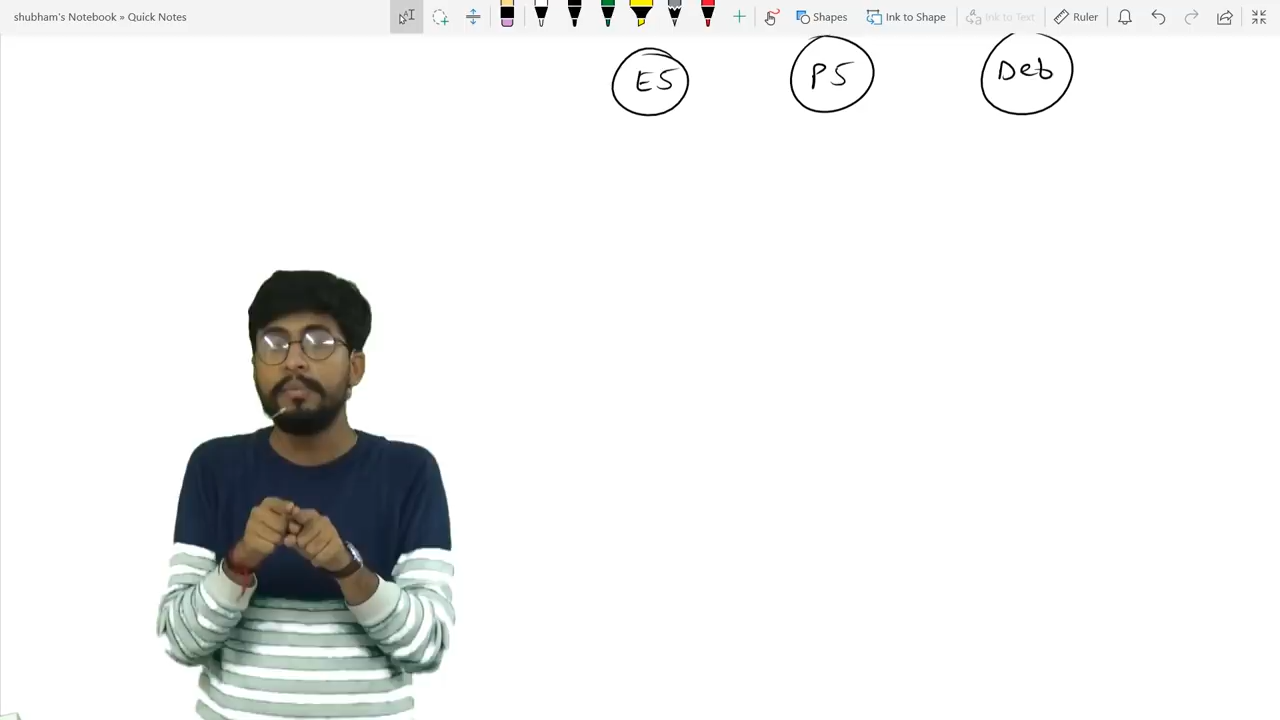 shubham's Notebook » Quick Notes
Shapes Ink to Shape Ink to Text Ruler
ES PS Deb